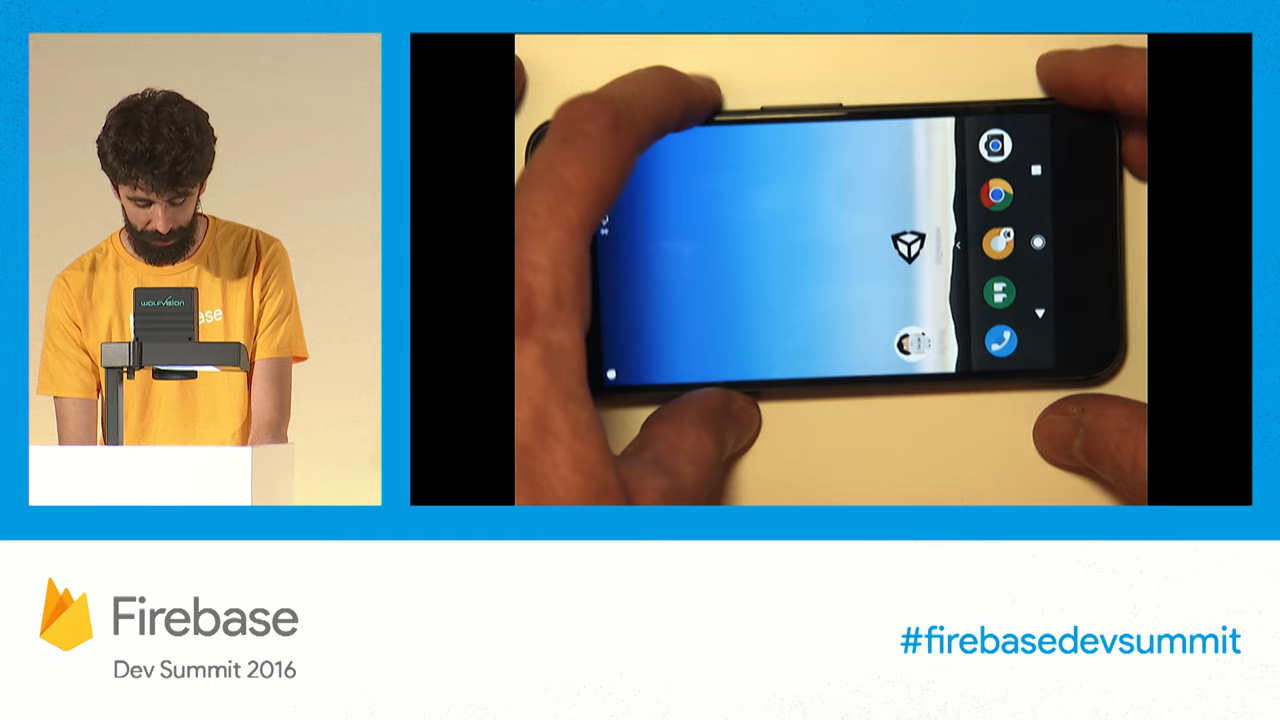 wolfvision
ase
Firebase
Dev Summit 2016
#firebasedevsummit